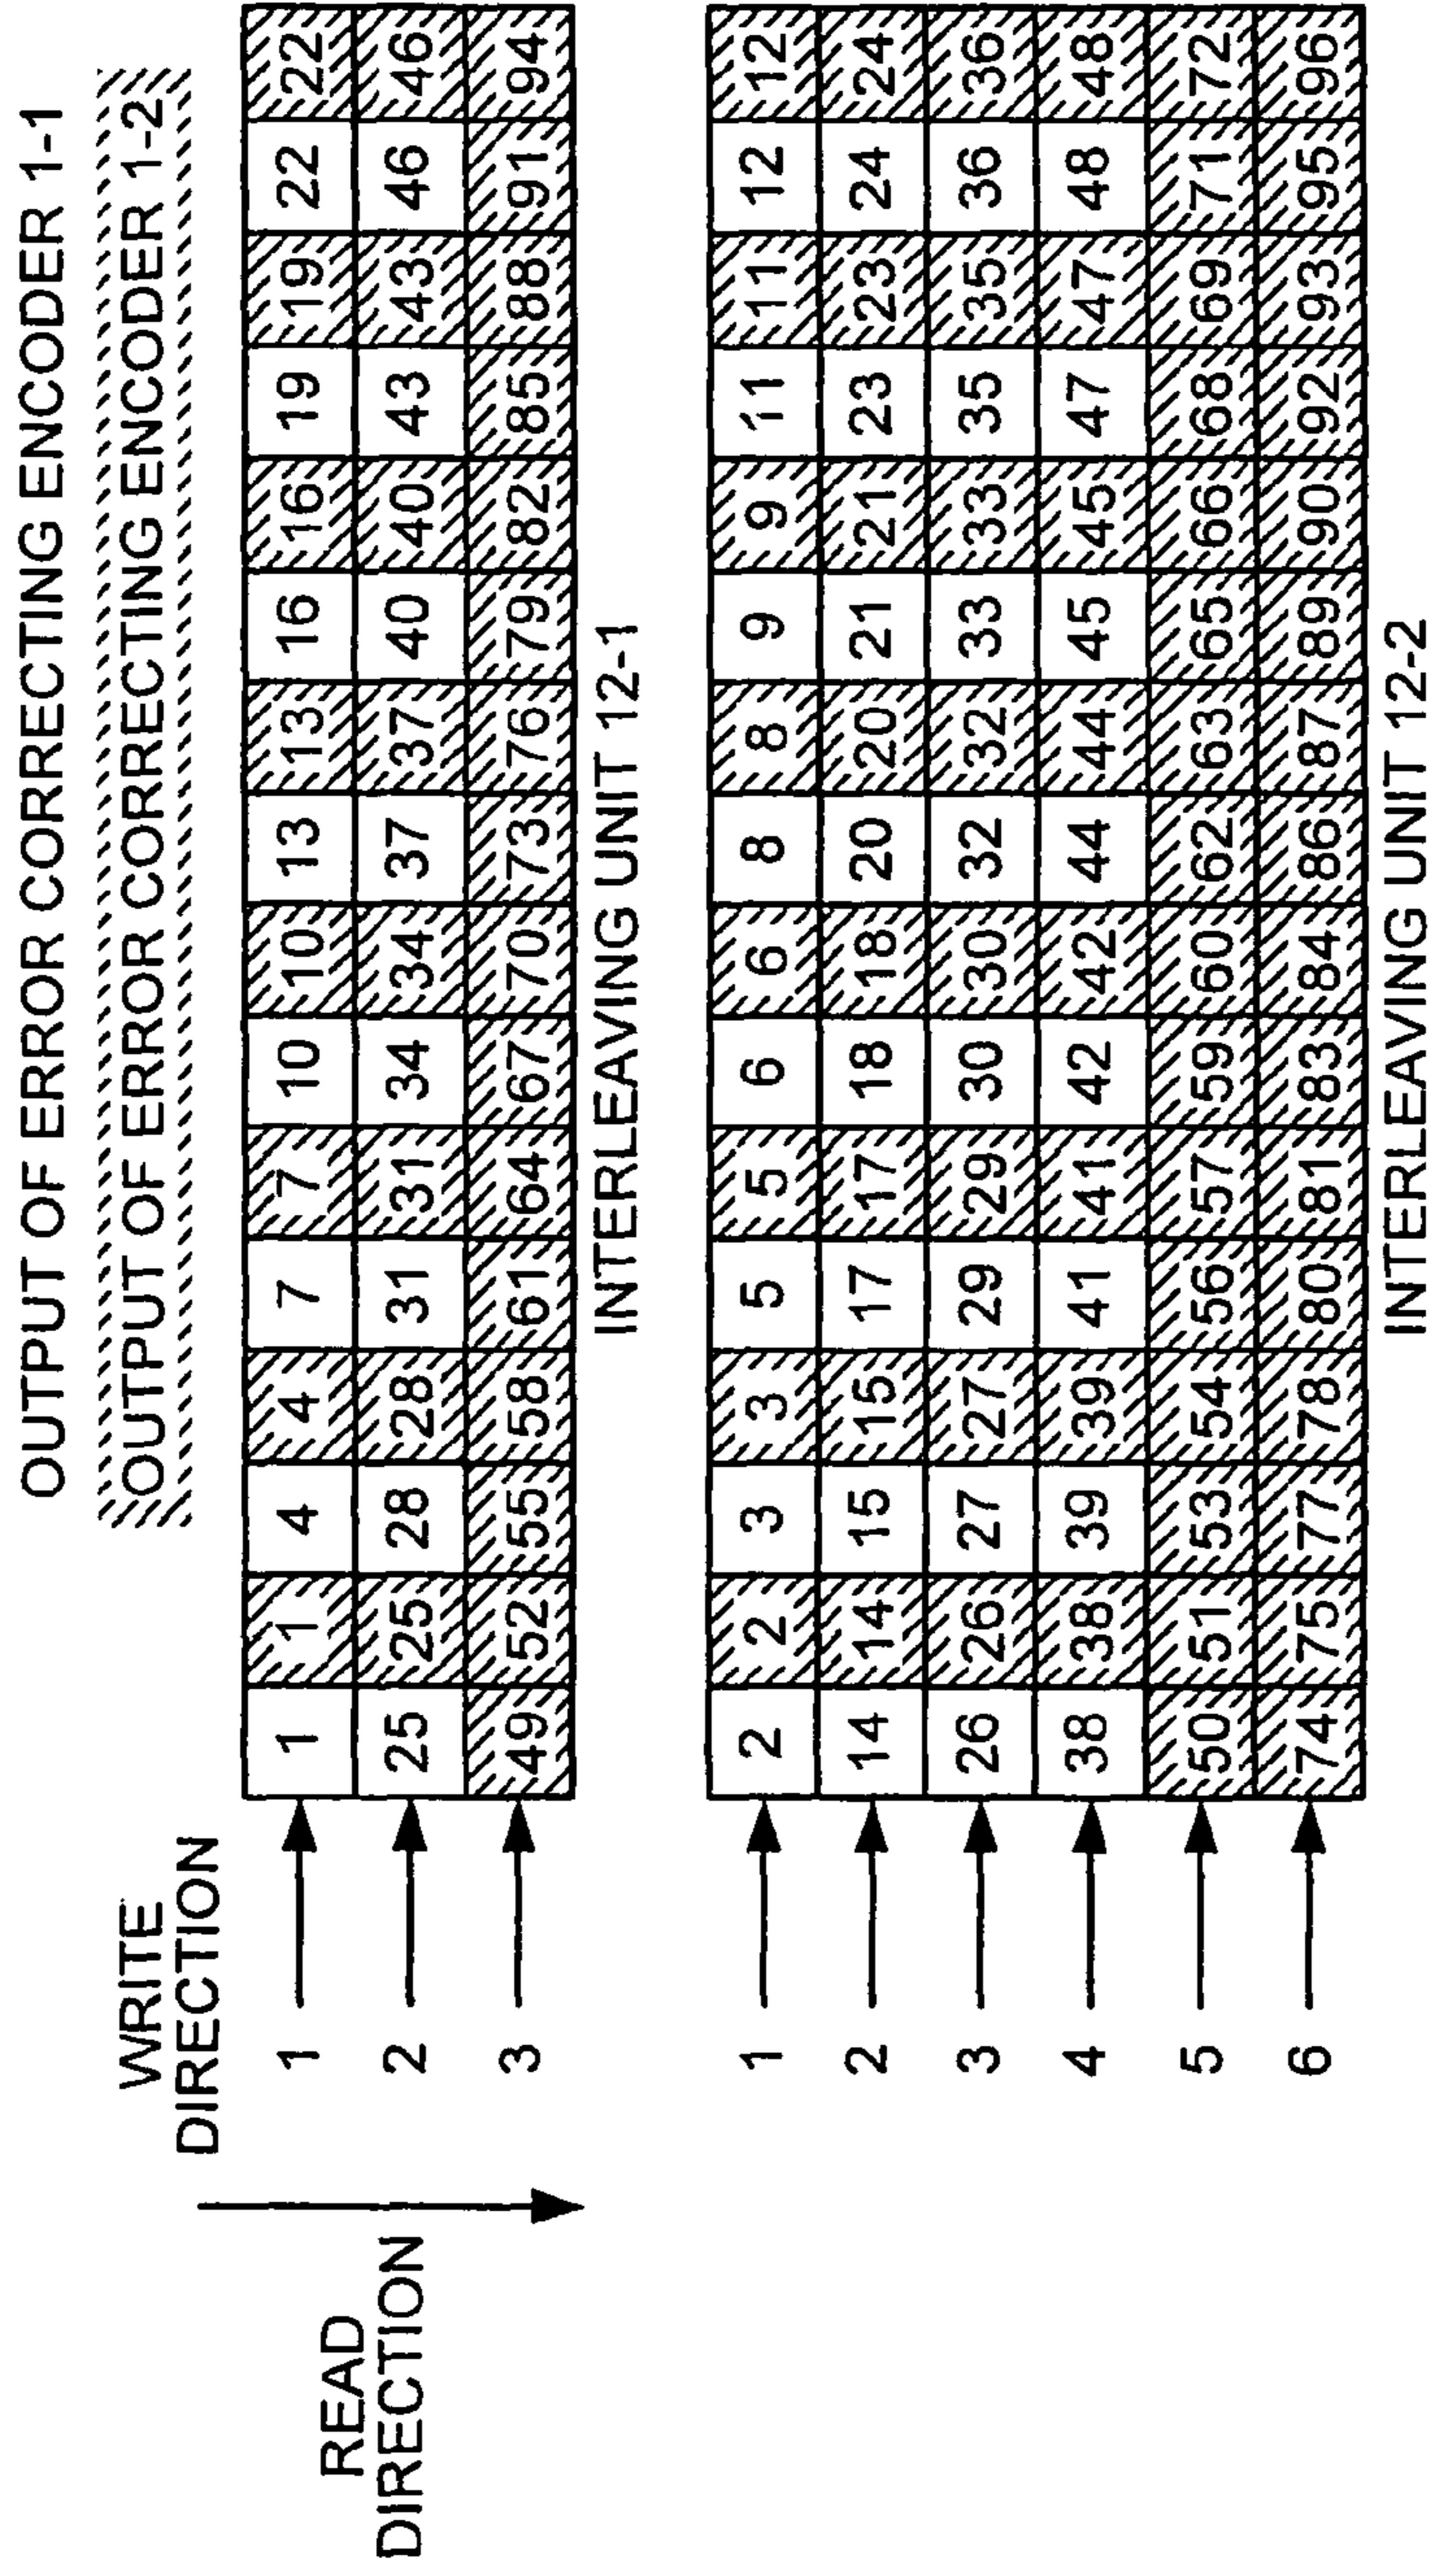 OUTPUT OF ERROR CORRECTING ENCODER 1-1
OUTPUT OF ERROR CORRECTING ENCODER 1-2
WRITE
DIRECTION
READ
DIRECTION
1 1 1 4 4 7 7 10 10 13 13 16 16 19 19 22 22
2 25 25 28 28 31 31 34 34 37 37 40 40 43 43 46 46
3 49 52 55 58 61 64 67 70 73 76 79 82 85 88 91 94
INTERLEAVING UNIT 12-1
1 2 2 3 3 5 5 6 6 8 8 9 9 11 11 12 12
2 14 14 15 15 17 17 18 18 20 20 21 21 23 23 24 24
3 26 26 27 27 29 29 30 30 32 32 33 33 35 35 36 36
4 38 38 39 39 41 41 42 42 44 44 45 45 47 47 48 48
5 50 51 53 54 56 57 59 60 62 63 65 66 68 69 71 72
6 74 75 77 78 80 81 83 84 86 87 89 90 92 93 95 96
INTERLEAVING UNIT 12-2